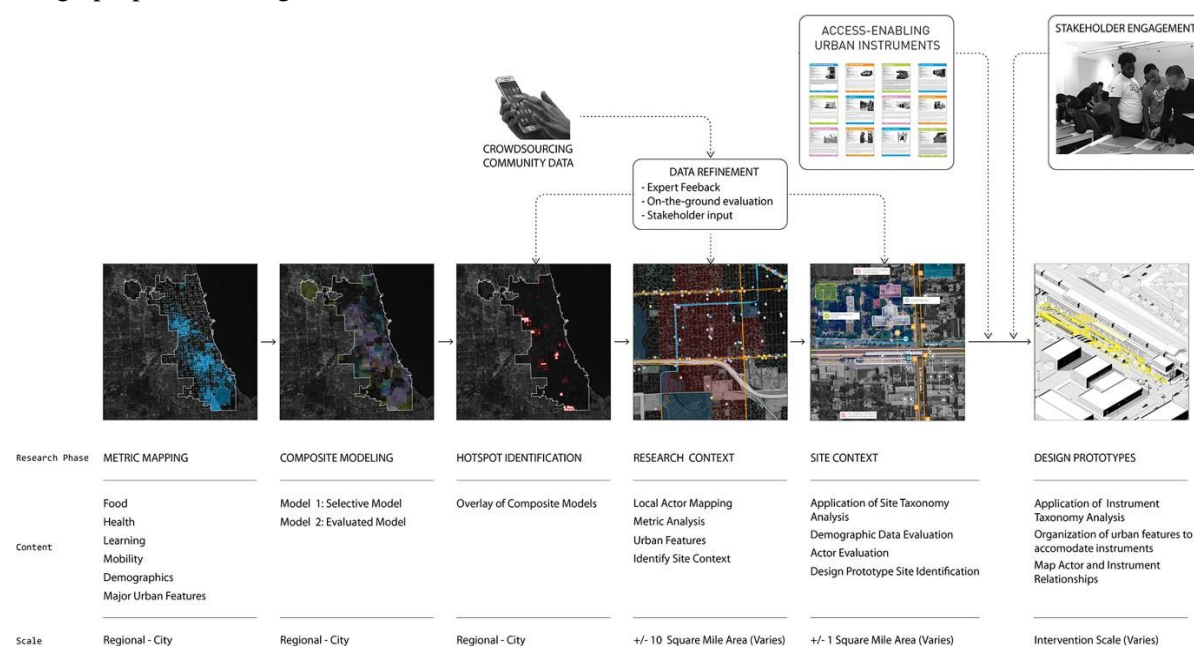 ACCESS-ENABLING
URBAN INSTRUMENTS
STAKEHOLDER ENGAGEMENT
CROWDSOURCING
COMMUNITY DATA
DATA REFINEMENT
- Expert Feeback
- On-the-ground evaluation
- Stakeholder input
Research Phase
METRIC MAPPING
COMPOSITE MODELING
HOTSPOT IDENTIFICATION
RESEARCH CONTEXT
SITE CONTEXT
DESIGN PROTOTYPES
Content
Food
Health
Learning
Mobility
Demographics
Major Urban Features
Model 1: Selective Model
Model 2: Evaluated Model
Overlay of Composite Models
Local Actor Mapping
Metric Analysis
Urban Features
Identify Site Context
Application of Site Taxonomy
Analysis
Demographic Data Evaluation
Actor Evaluation
Design Prototype Site Identification
Application of Instrument
Taxonomy Analysis
Organization of urban features to
accomodate instruments
Map Actor and Instrument
Relationships
Scale
Regional - City
Regional - City
Regional - City
+/- 10 Square Mile Area (Varies)
+/- 1 Square Mile Area (Varies)
Intervention Scale (Varies)